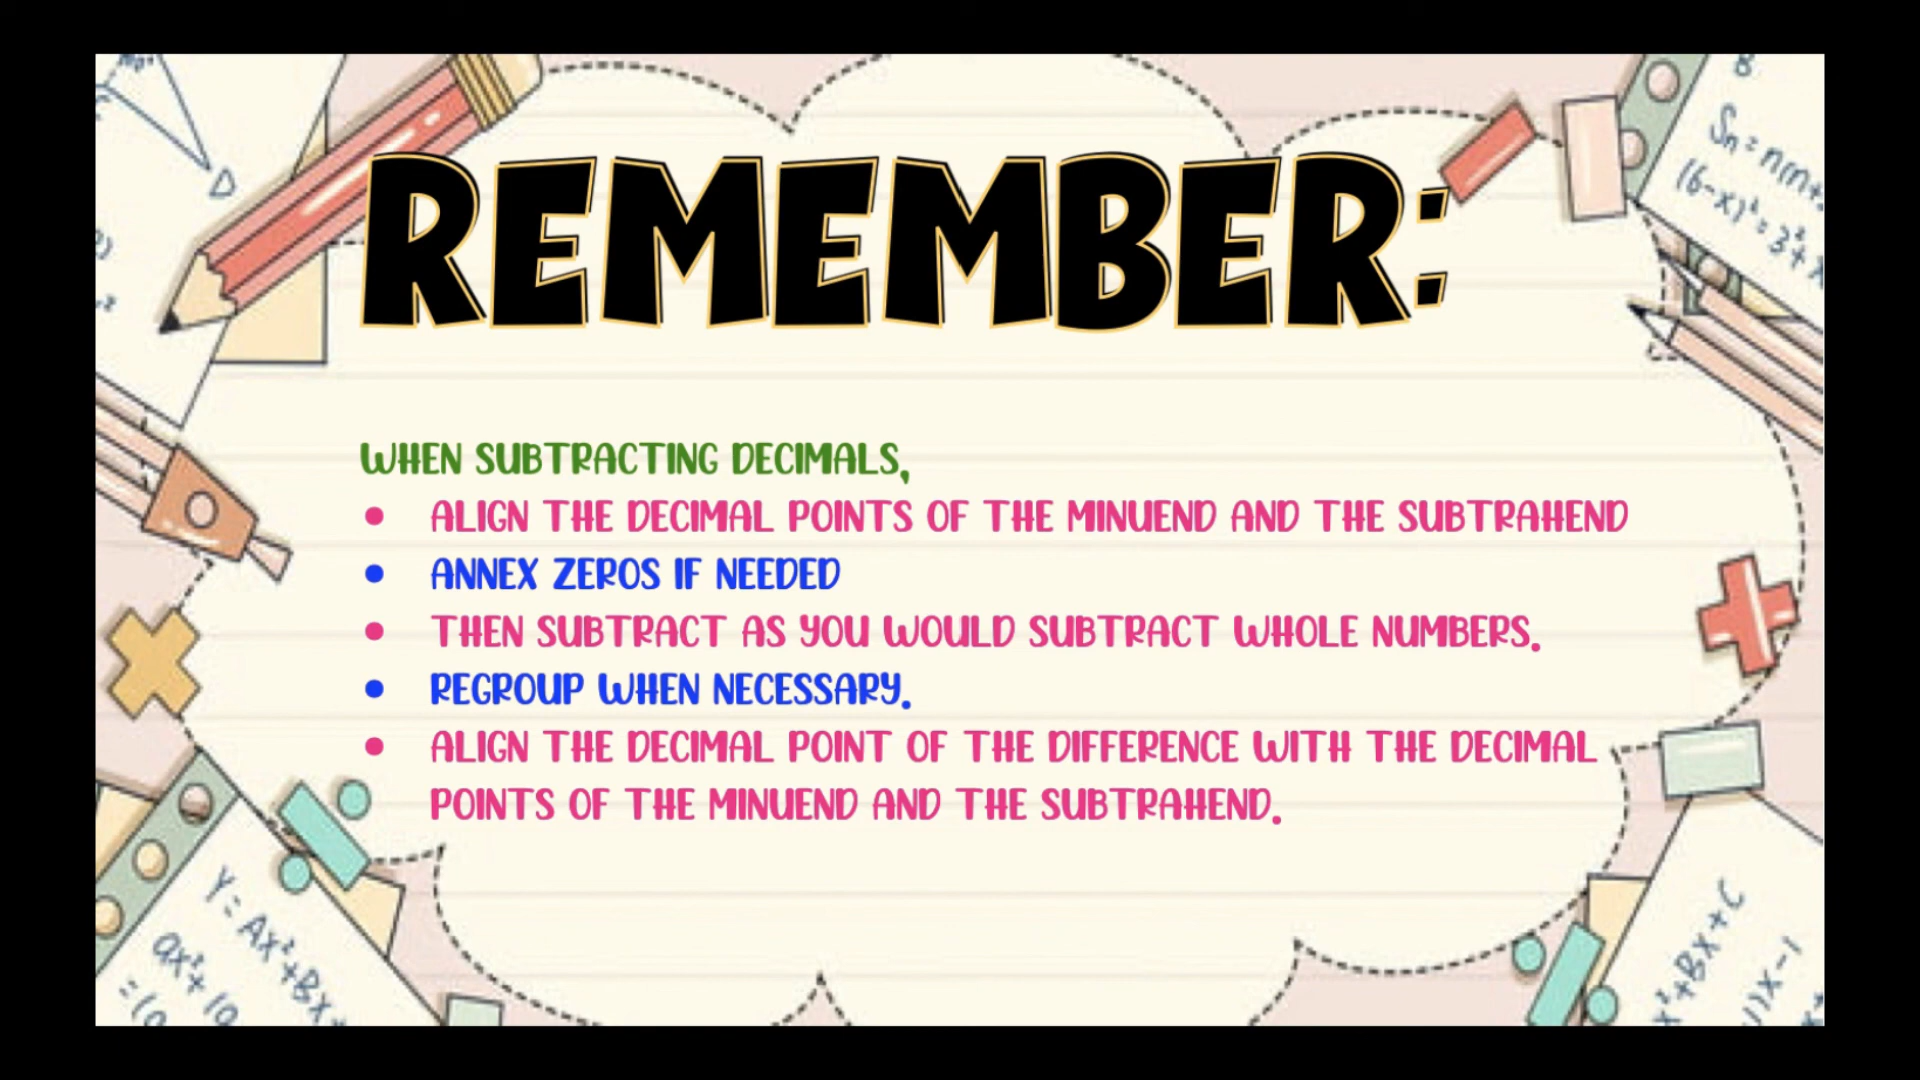 REMEMBER:
WHEN SUBTRACTING DECIMALS,
• ALIGN THE DECIMAL POINTS OF THE MINUEND AND THE SUBTRAHEND
• ANNEX ZEROS IF NEEDED
• THEN SUBTRACT AS YOU WOULD SUBTRACT WHOLE NUMBERS.
• REGROUP WHEN NECESSARY.
• ALIGN THE DECIMAL POINT OF THE DIFFERENCE WITH THE DECIMAL
POINTS OF THE MINUEND AND THE SUBTRAHEND.